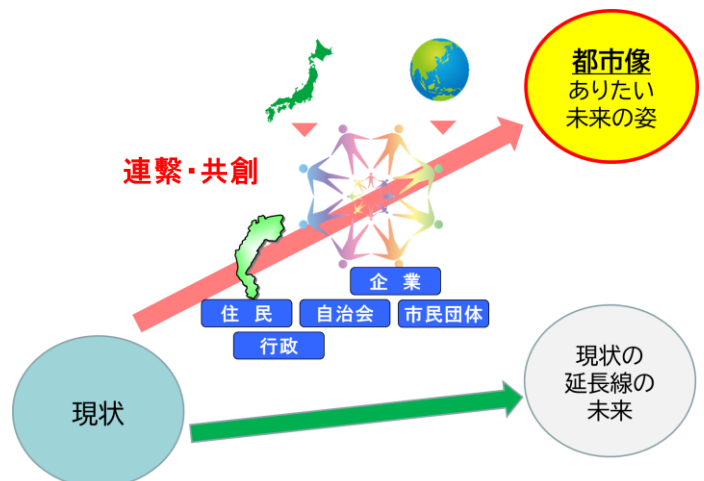 都市像
ありたい
未来の姿
連繋・共創
企 業
住 民
自治会
市民団体
行政
現状
現状の
延長線の
未来